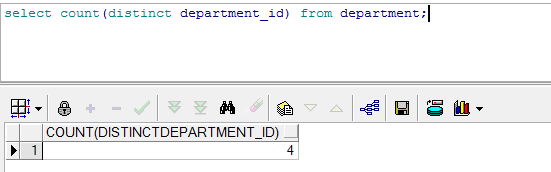 select count(distinct department_id) from department;
COUNT(DISTINCTDEPARTMENT_ID)
1 4